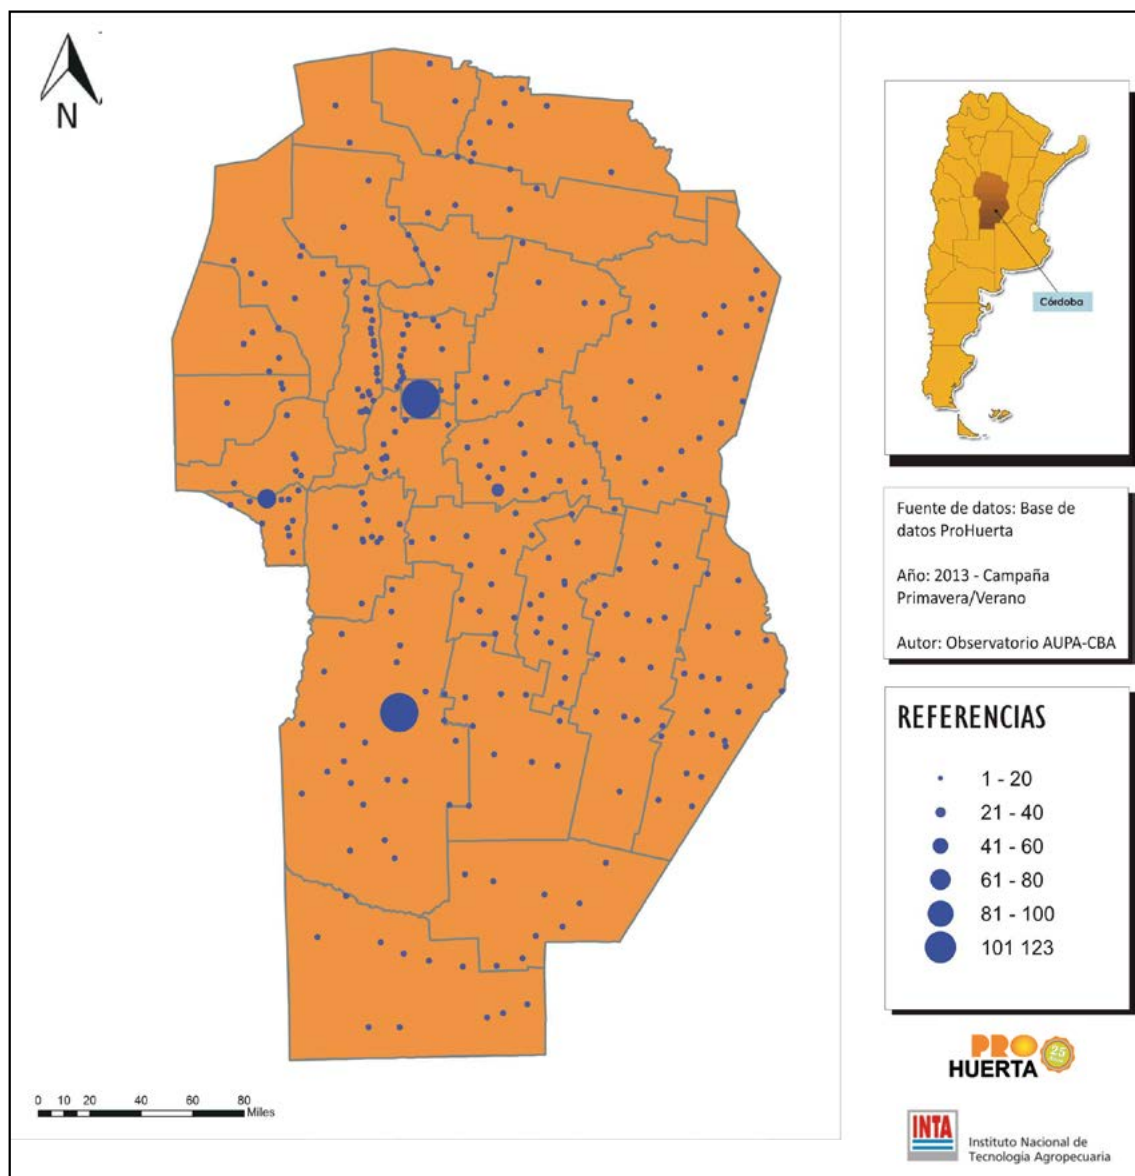 N
Córdoba
Fuente de datos: Base de
datos ProHuerta
Año: 2013 - Campaña
Primavera/Verano
Autor: Observatorio AUPA-CBA
REFERENCIAS
1 - 20
21 - 40
41 - 60
61 - 80
81 - 100
101 123
0 10 20 40 60 80
Miles
PRO
HUERTA
25
INTA
Instituto Nacional de
Tecnología Agropecuaria